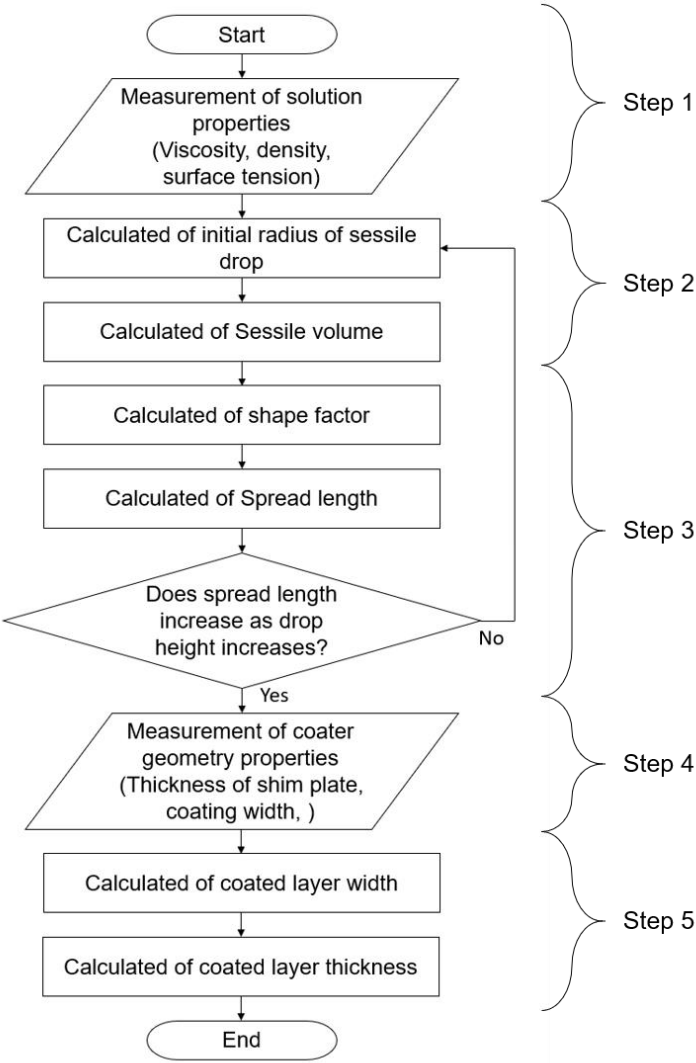 Start
Measurement of solution
properties
(Viscosity, density,
surface tension)
Step 1
Calculated of initial radius of sessile
drop
Calculated of Sessile volume
Step 2
Calculated of shape factor
Calculated of Spread length
Does spread length
increase as drop
height increases?
No
Yes
Step 3
Measurement of coater
geometry properties
(Thickness of shim plate,
coating width, )
Step 4
Calculated of coated layer width
Calculated of coated layer thickness
Step 5
End